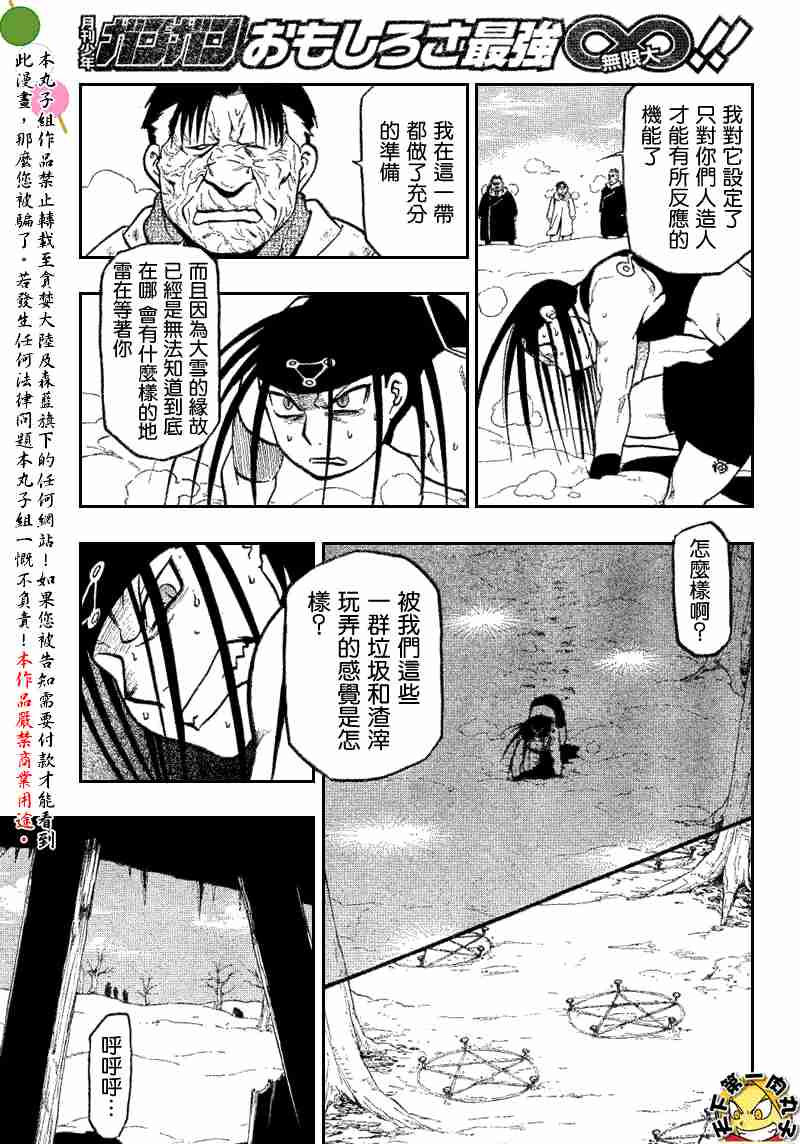 月刊少年
ガンガン
おもしろさ最強
無限大
!!
我對它設定了
只對你們人造人
才能有所反應的
機能了
我在這一帶
都做了充分
的準備
而且因為大雪的緣故
已經是無法知道到底
在哪 會有什麼樣的地
雷在等著你
怎麼樣啊?
被我們這些
一群垃圾和渣滓
玩弄的感覺是怎
樣?
呼呼呼…
本丸子組作品禁止轉載至貪婪大陸及森藍旗下的任何網站!如果您被告知需要付款才能看到
此漫畫,那麼您被騙了。若發生任何法律問題本丸子組一慨不負責!本作品嚴禁商業用途。
天下第一肉丸子